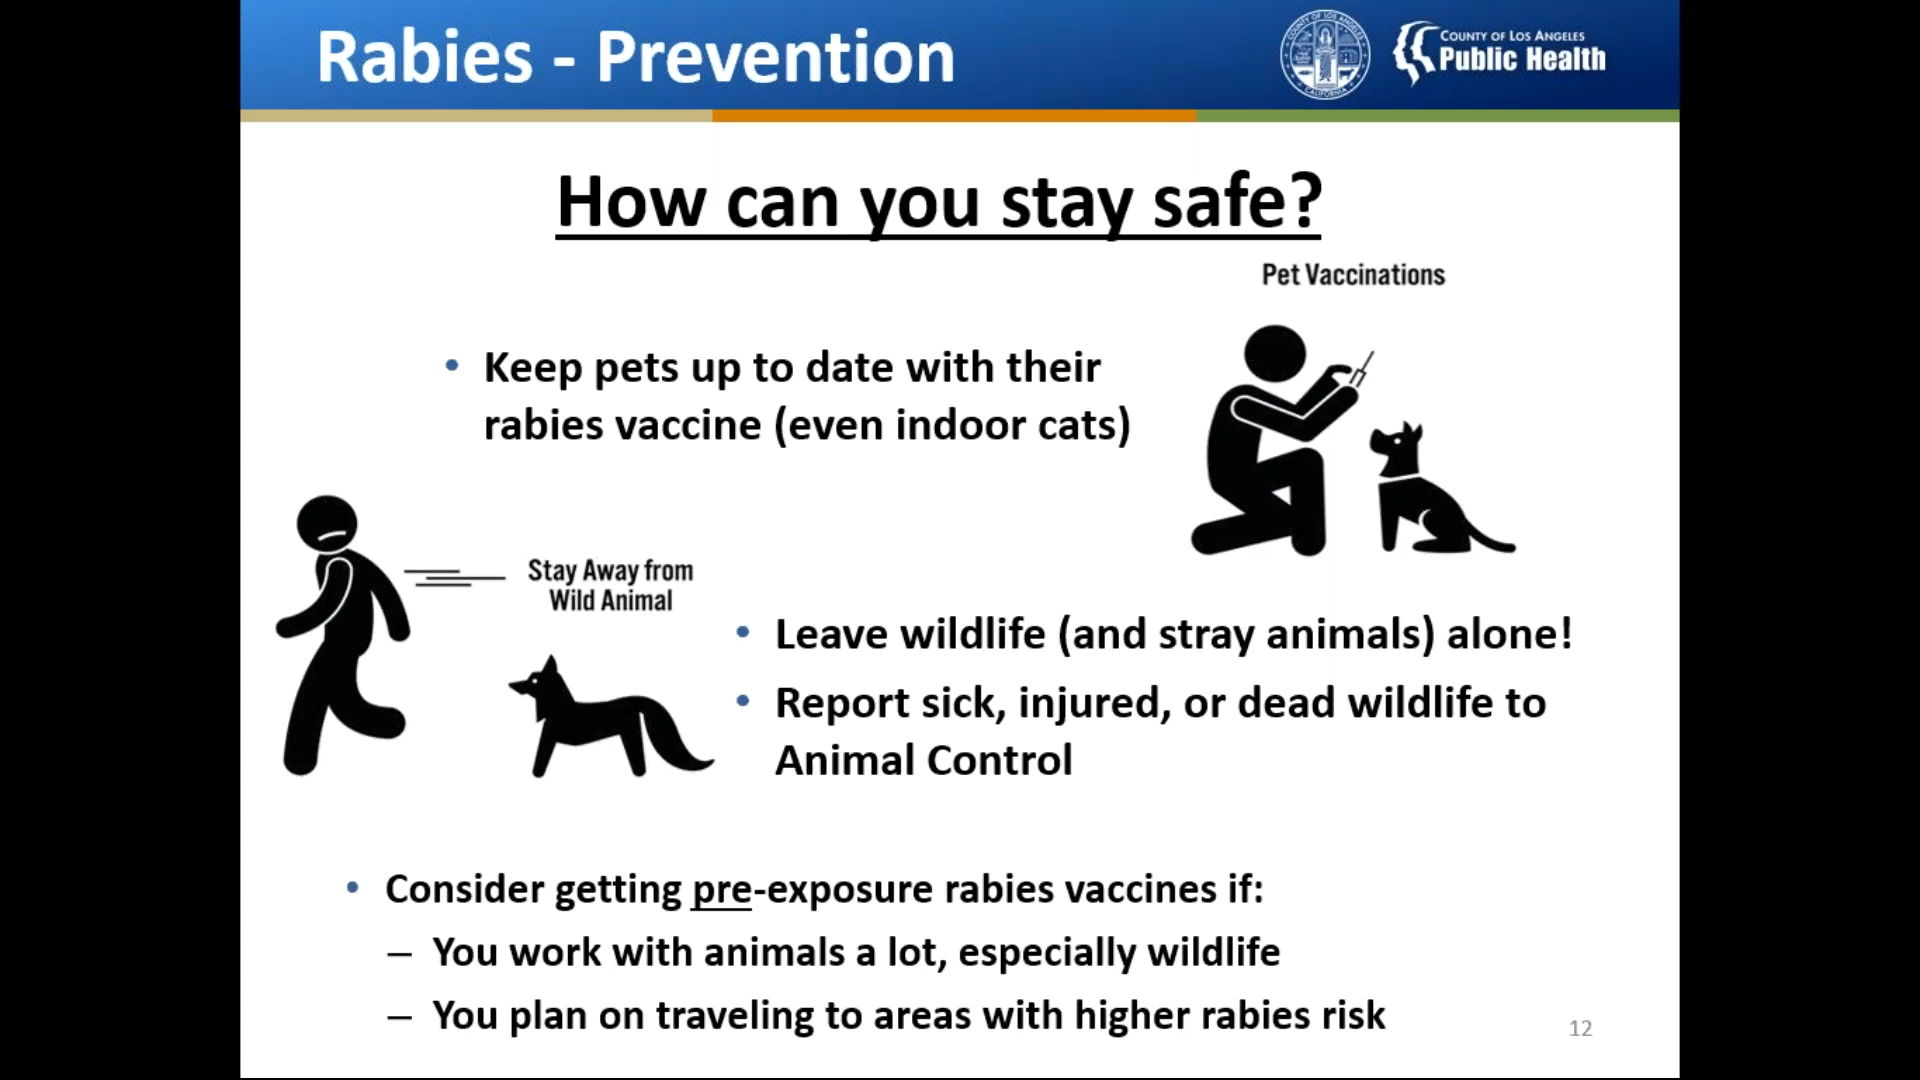 Rabies - Prevention
COUNTY OF LOS ANGELES
Public Health
How can you stay safe?
Pet Vaccinations
• Keep pets up to date with their
rabies vaccine (even indoor cats)
Stay Away from
Wild Animal
• Leave wildlife (and stray animals) alone!
• Report sick, injured, or dead wildlife to
Animal Control
• Consider getting pre-exposure rabies vaccines if:
– You work with animals a lot, especially wildlife
– You plan on traveling to areas with higher rabies risk
12